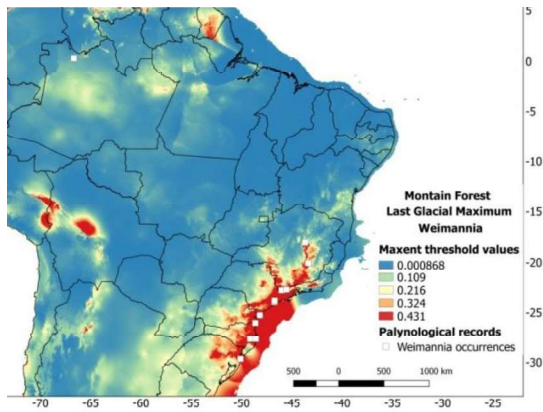 5
0
-5
-10
-15
-20
-25
-30
Montain Forest
Last Glacial Maximum
Weimannia
Maxent threshold values
0.000868
0.109
0.216
0.324
0.431
Palynological records
Weimannia occurrences
500 0 500 1000 km
-70 -65 -60 -55 -50 -45 -43 -35 -30